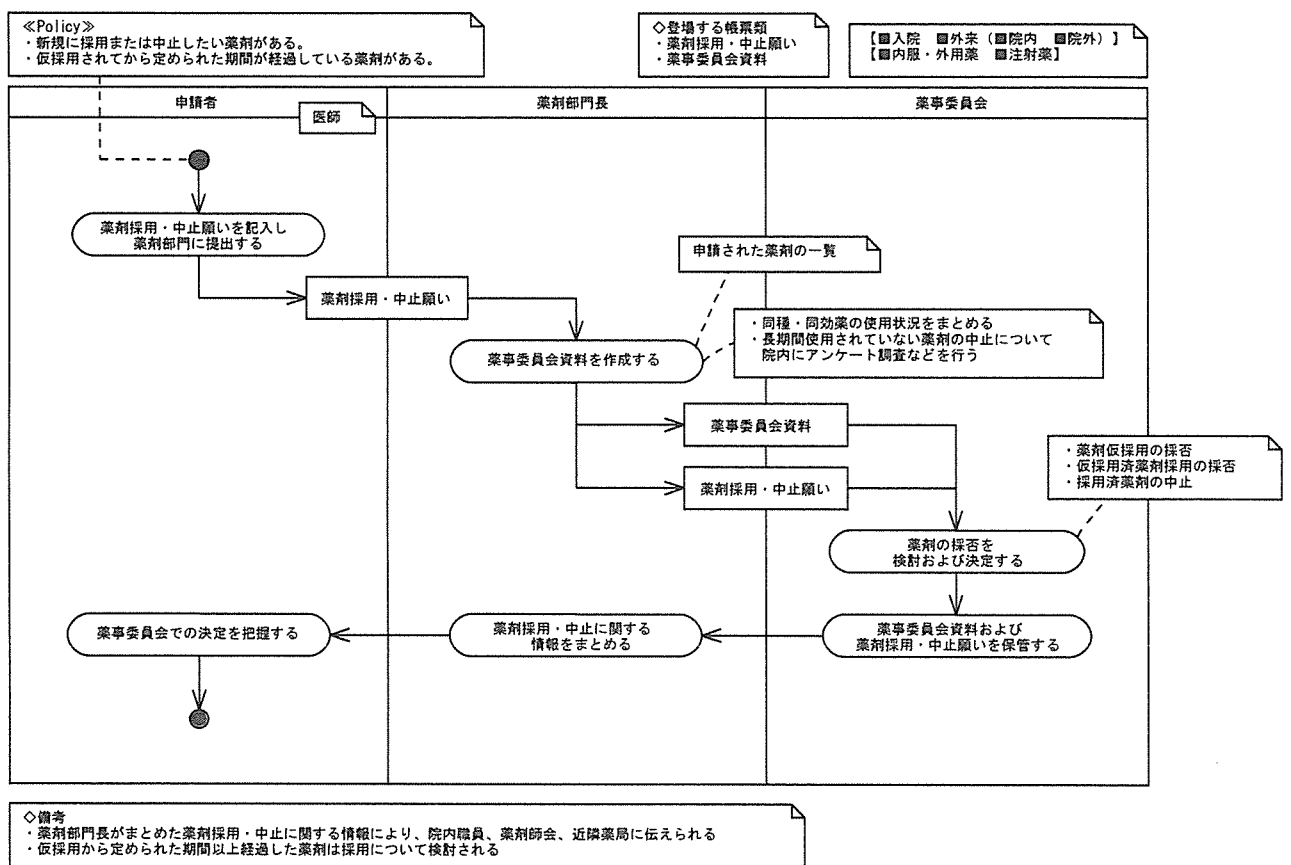 ≪Policy≫
・新規に採用または中止したい薬剤がある。
・仮採用されてから定められた期間が経過している薬剤がある。
◇登場する帳票類
・薬剤採用・中止願い
・薬事委員会資料
【■入院 ■外来（■院内 ■院外）】
【■内服・外用薬 ■注射薬】
申請者
薬剤部門長
薬事委員会
医師
薬剤採用・中止願いを記入し
薬剤部門に提出する
申請された薬剤の一覧
薬剤採用・中止願い
・同種・同効薬の使用状況をまとめる
・長期間使用されていない薬剤の中止について
院内にアンケート調査などを行う
薬事委員会資料を作成する
薬事委員会資料
・薬剤仮採用の採否
・仮採用済薬剤採用の採否
・採用済薬剤の中止
薬剤採用・中止願い
薬剤の採否を
検討および決定する
薬事委員会での決定を把握する
薬剤採用・中止に関する
情報をまとめる
薬事委員会資料および
薬剤採用・中止願いを保管する
◇備考
・薬剤部門長がまとめた薬剤採用・中止に関する情報により、院内職員、薬剤師会、近隣薬局に伝えられる
・仮採用から定められた期間以上経過した薬剤は採用について検討される